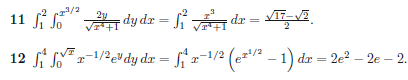 11 ∫₁² ∫₀^{x^{3/2}} 2y/√(x⁴+1) dy dx = ∫₁² x³/√(x⁴+1) dx = (√17−√2)/2.
12 ∫₁⁴ ∫₀^{√x} x^{−1/2}e^y dy dx = ∫₁⁴ x^{−1/2} (e^{x^{1/2}} − 1) dx = 2e² − 2e − 2.